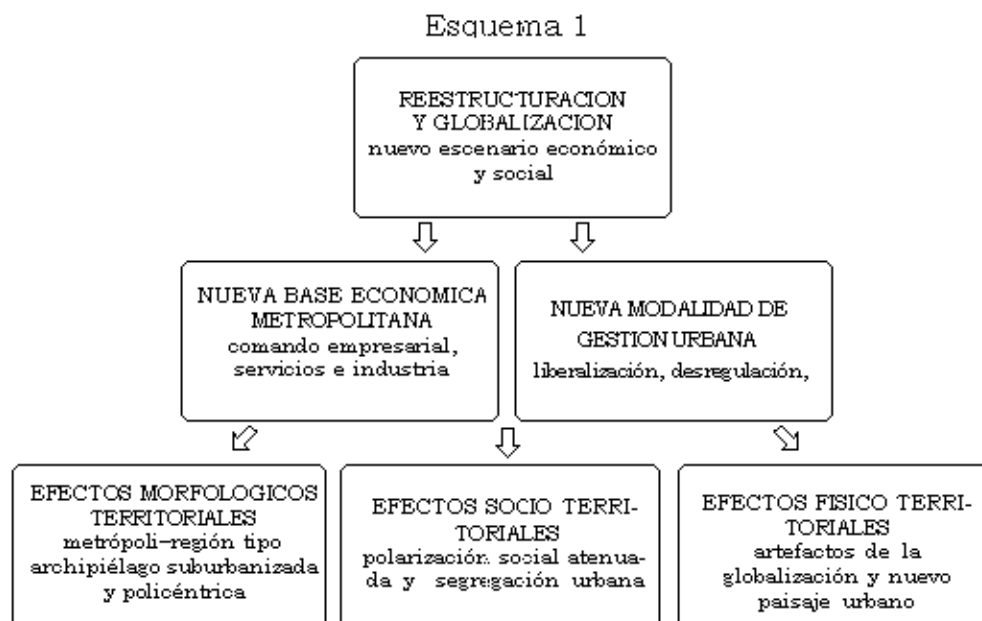 Esquema 1
REESTRUCTURACION
Y GLOBALIZACION
nuevo escenario económico
y social
NUEVA BASE ECONOMICA
METROPOLITANA
comando empresarial,
servicios e industria
NUEVA MODALIDAD DE
GESTION URBANA
liberalización, desregulación,
EFECTOS MORFOLOGICOS
TERRITORIALES
metrópoli-región tipo
archipiélago suburbanizada
y policéntrica
EFECTOS SOCIO TERRI-
TORIALES
polarización social atenua-
da y segregación urbana
EFECTOS FISICO TERRI-
TORIALES
artefactos de la
globalización y nuevo
paisaje urbano